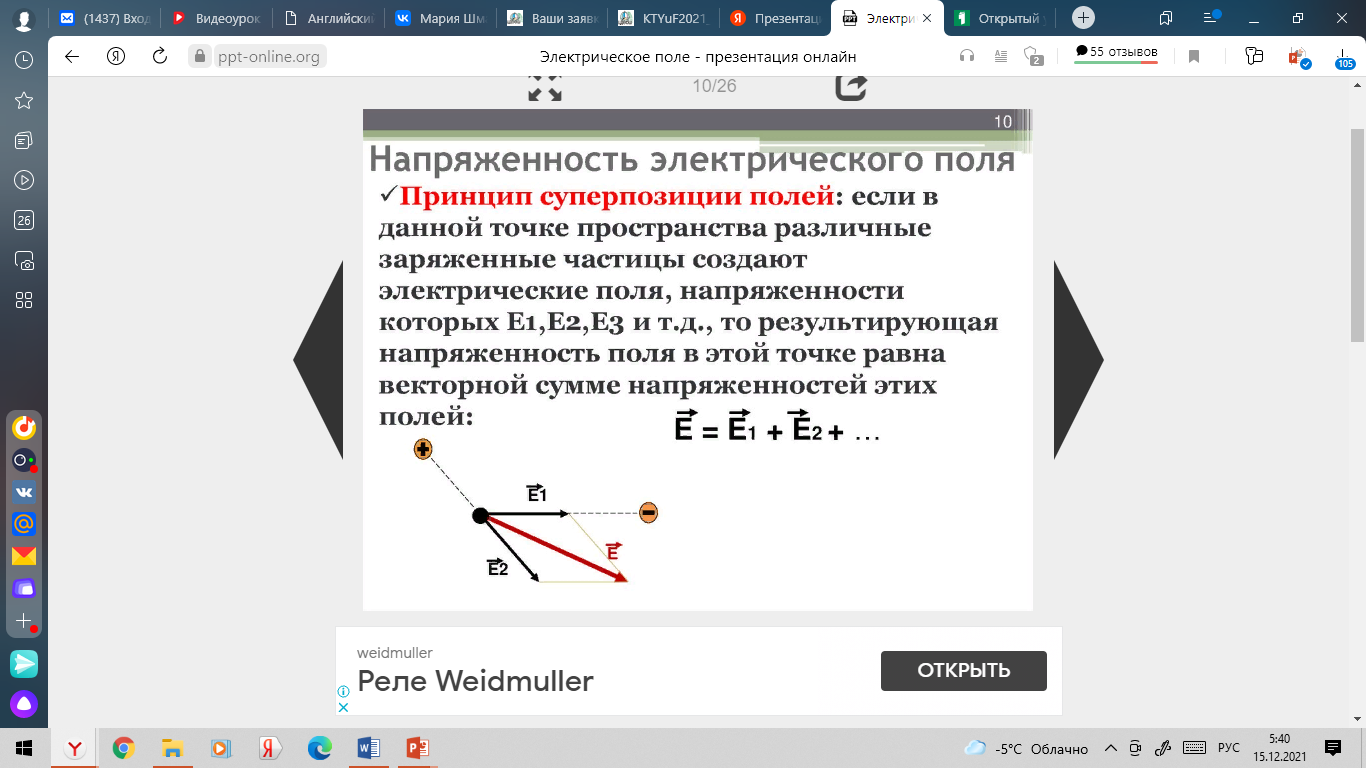 (1437) Вход
Видеоурок
Английский
Мария Шм
Ваши заявк
KTYuF2021_
Презентаци
Электри
Открытый у
ppt-online.org
Электрическое поле - презентация онлайн
2
55 отзывов
105
10/26
10
Напряженность электрического поля
✓Принцип суперпозиции полей: если в
данной точке пространства различные
заряженные частицы создают
электрические поля, напряженности
которых E1,E2,E3 и т.д., то результирующая
напряженность поля в этой точке равна
векторной сумме напряженностей этих
полей:
E = E1 + E2 + ...
+
E1
-
E
E2
26
weidmuller
Реле Weidmuller
ОТКРЫТЬ
-5°C Облачно
РУС
5:40
15.12.2021